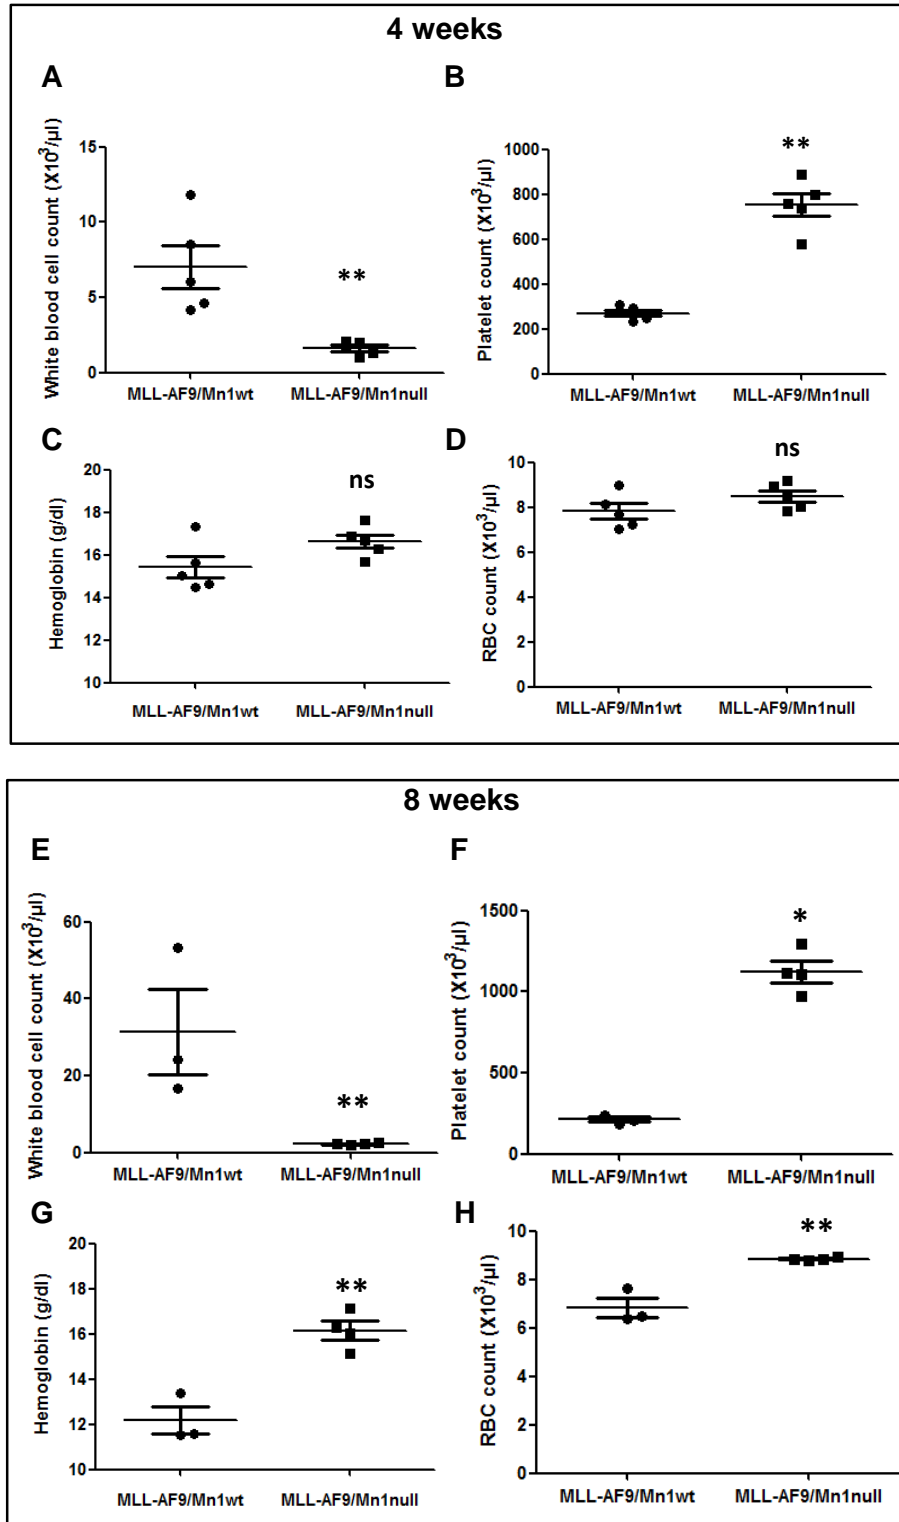 4 weeks
A
White blood cell count (X10³/µl)
15
10
5
0
**
MLL-AF9/Mn1wt MLL-AF9/Mn1null
B
Platelet count (X10³/µl)
1000
800
600
400
200
0
**
MLL-AF9/Mn1wt MLL-AF9/Mn1null
C
Hemoglobin (g/dl)
20
18
16
14
12
10
ns
MLL-AF9/Mn1wt MLL-AF9/Mn1null
D
RBC count (X10³/µl)
10
8
6
4
2
0
ns
MLL-AF9/Mn1wt MLL-AF9/Mn1null
8 weeks
E
White blood cell count (X10³/µl)
60
40
20
0
**
MLL-AF9/Mn1wt MLL-AF9/Mn1null
F
Platelet count (X10³/µl)
1500
1000
500
0
*
MLL-AF9/Mn1wt MLL-AF9/Mn1null
G
Hemoglobin (g/dl)
20
18
16
14
12
10
**
MLL-AF9/Mn1wt MLL-AF9/Mn1null
H
RBC count (X10³/µl)
10
8
6
4
2
0
**
MLL-AF9/Mn1wt MLL-AF9/Mn1null